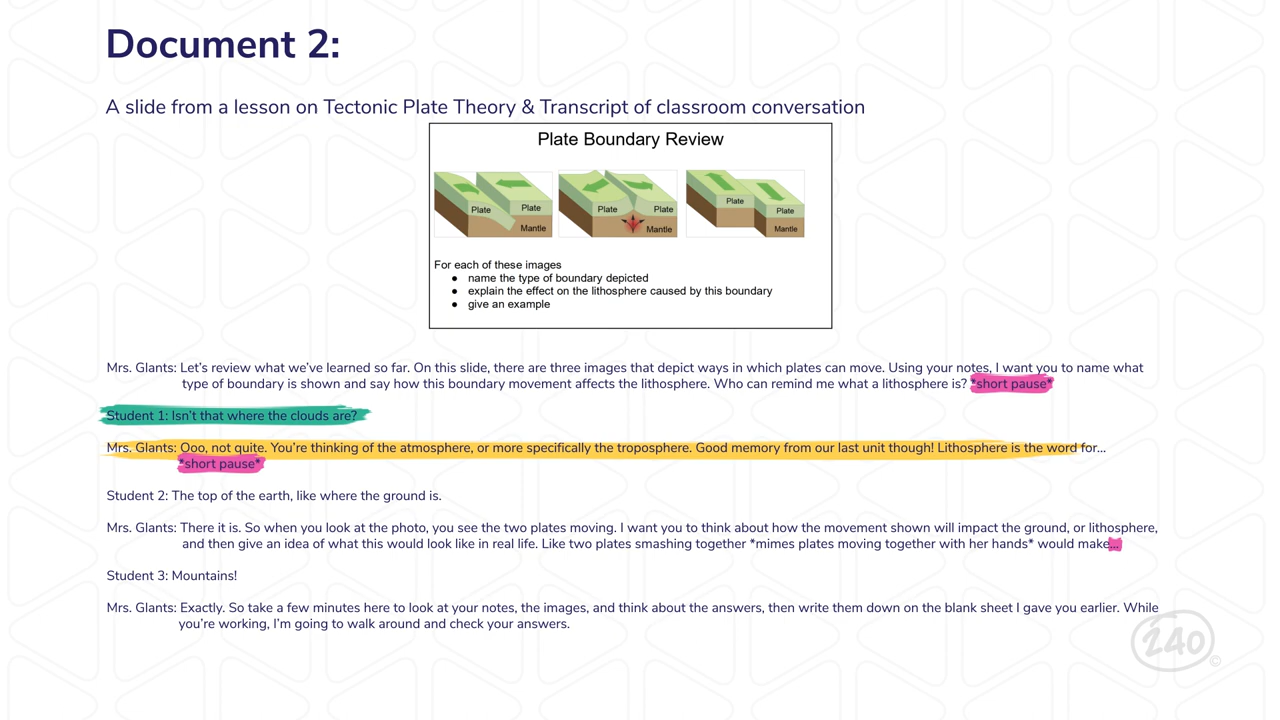 Document 2:
A slide from a lesson on Tectonic Plate Theory & Transcript of classroom conversation
Plate Boundary Review
Plate
Plate
Mantle
Plate
Plate
Mantle
Plate
Plate
Mantle
For each of these images
● name the type of boundary depicted
● explain the effect on the lithosphere caused by this boundary
● give an example
Mrs. Glants: Let's review what we've learned so far. On this slide, there are three images that depict ways in which plates can move. Using your notes, I want you to name what
type of boundary is shown and say how this boundary movement affects the lithosphere. Who can remind me what a lithosphere is? *short pause*
Student 1: Isn't that where the clouds are?
Mrs. Glants: Ooo, not quite. You're thinking of the atmosphere, or more specifically the troposphere. Good memory from our last unit though! Lithosphere is the word for...
*short pause*
Student 2: The top of the earth, like where the ground is.
Mrs. Glants: There it is. So when you look at the photo, you see the two plates moving. I want you to think about how the movement shown will impact the ground, or lithosphere,
and then give an idea of what this would look like in real life. Like two plates smashing together *mimes plates moving together with her hands* would make...
Student 3: Mountains!
Mrs. Glants: Exactly. So take a few minutes here to look at your notes, the images, and think about the answers, then write them down on the blank sheet I gave you earlier. While
you're working, I'm going to walk around and check your answers.
240
©